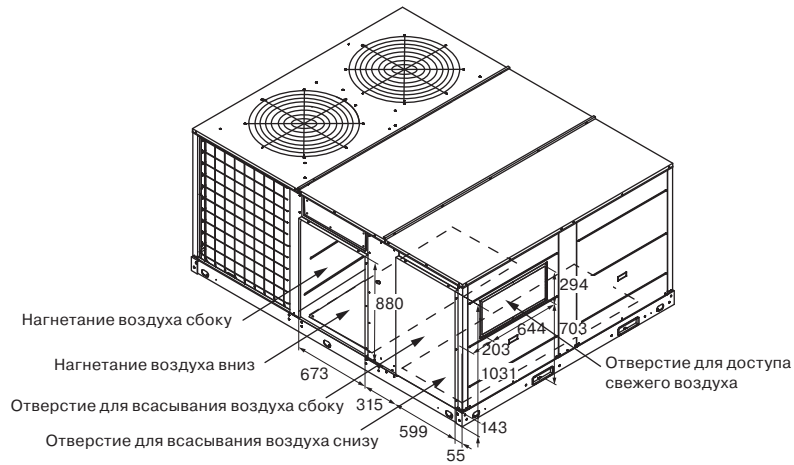 294
880
644
703
Нагнетание воздуха сбоку
203
Нагнетание воздуха вниз
1031
Отверстие для доступа
свежего воздуха
673
Отверстие для всасывания воздуха сбоку
315
599
143
Отверстие для всасывания воздуха снизу
55